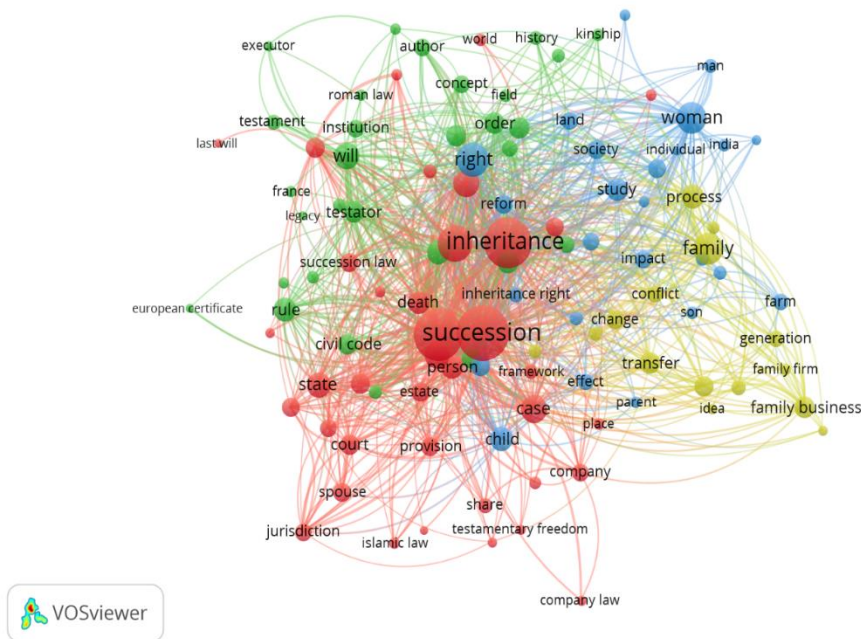 world
history
kinship
executor
author
man
concept
roman law
field
testament
institution
order
land
woman
last will
will
right
society
individual
india
france
study
process
legacy
testator
reform
inheritance
family
succession law
impact
european certificate
rule
death
inheritance right
conflict
change
son
farm
civil code
succession
generation
person
framework
transfer
family firm
state
estate
effect
parent
idea
family business
case
place
court
provision
child
company
spouse
share
jurisdiction
islamic law
testamentary freedom
company law
VOSviewer